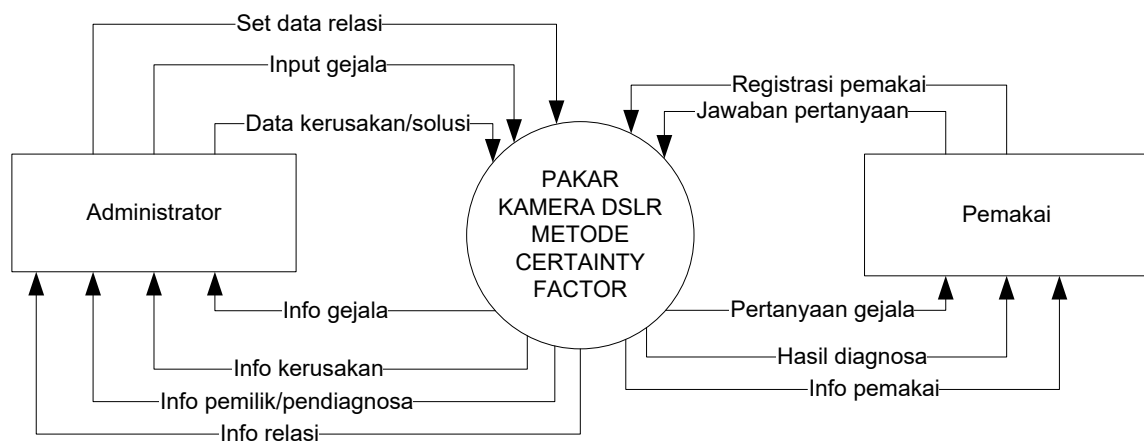 Set data relasi
Input gejala
Data kerusakan/solusi
Registrasi pemakai
Jawaban pertanyaan
Administrator
PAKAR
KAMERA DSLR
METODE
CERTAINTY
FACTOR
Pemakai
Info gejala
Info kerusakan
Info pemilik/pendiagnosa
Info relasi
Pertanyaan gejala
Hasil diagnosa
Info pemakai